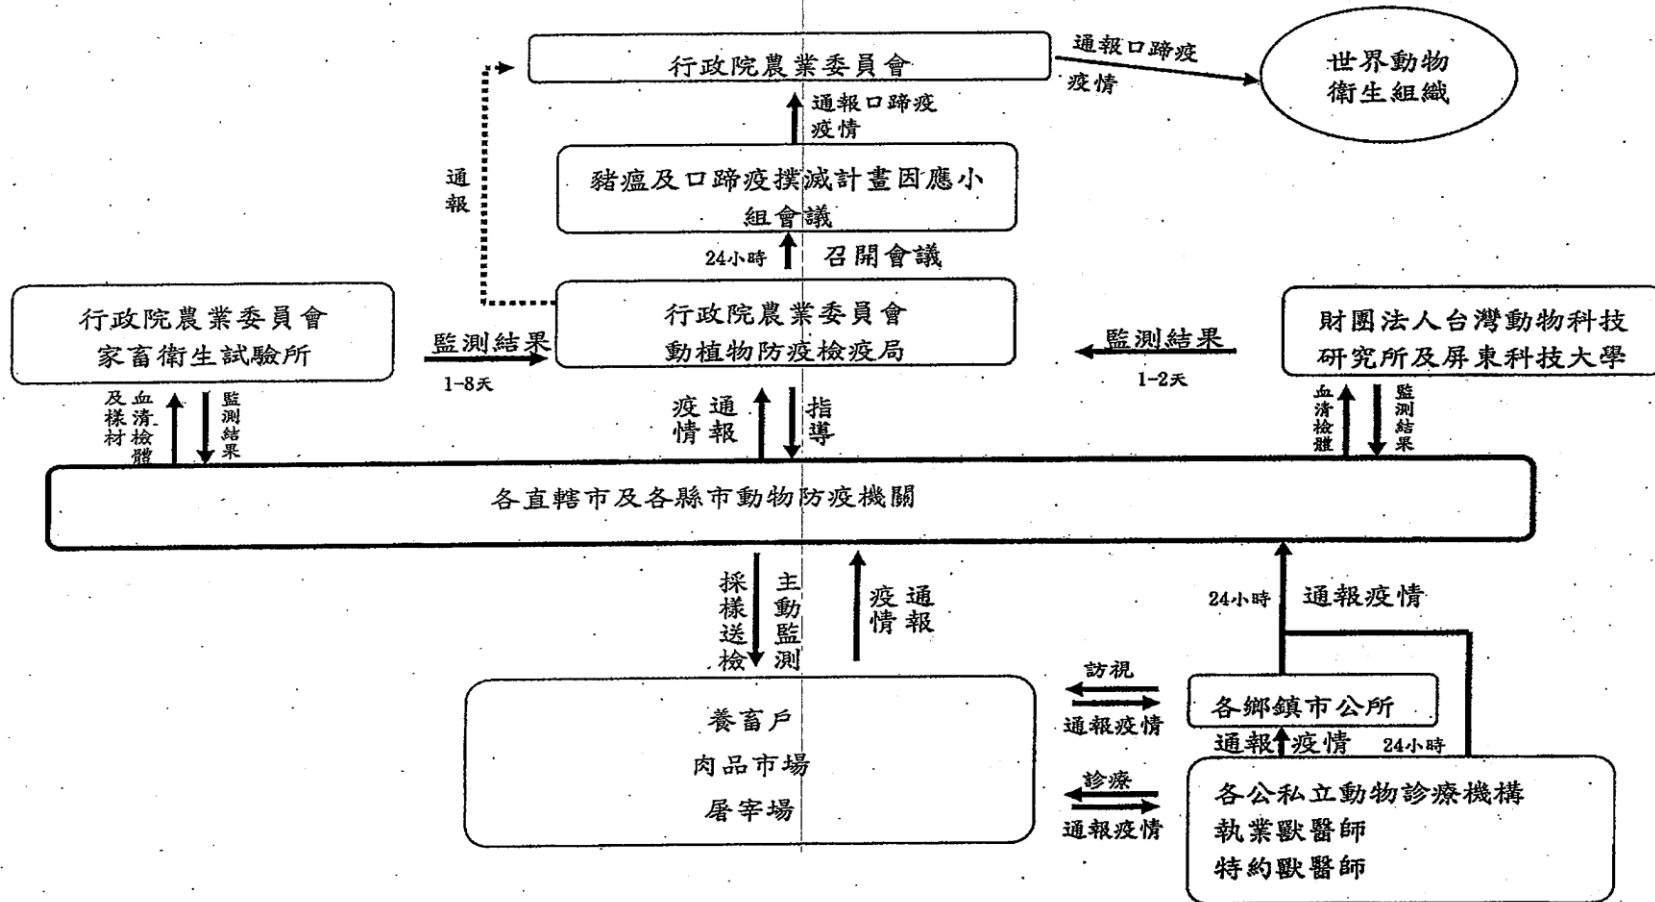 行政院農業委員會
通報口蹄疫
疫情
世界動物
衛生組織
通報口蹄疫
疫情
通報
豬瘟及口蹄疫撲滅計畫因應小
組會議
24小時
召開會議
行政院農業委員會
家畜衛生試驗所
監測結果
1-8天
行政院農業委員會
動植物防疫檢疫局
監測結果
1-2天
財團法人台灣動物科技
研究所及屏東科技大學
血清檢體
及樣材
監測結果
通報
疫情
指導
血清檢體
監測結果
各直轄市及各縣市動物防疫機關
主動監測
採樣送檢
通報
疫情
24小時
通報疫情
養畜戶
肉品市場
屠宰場
訪視
通報疫情
各鄉鎮市公所
通報疫情
24小時
診療
通報疫情
各公私立動物診療機構
執業獸醫師
特約獸醫師